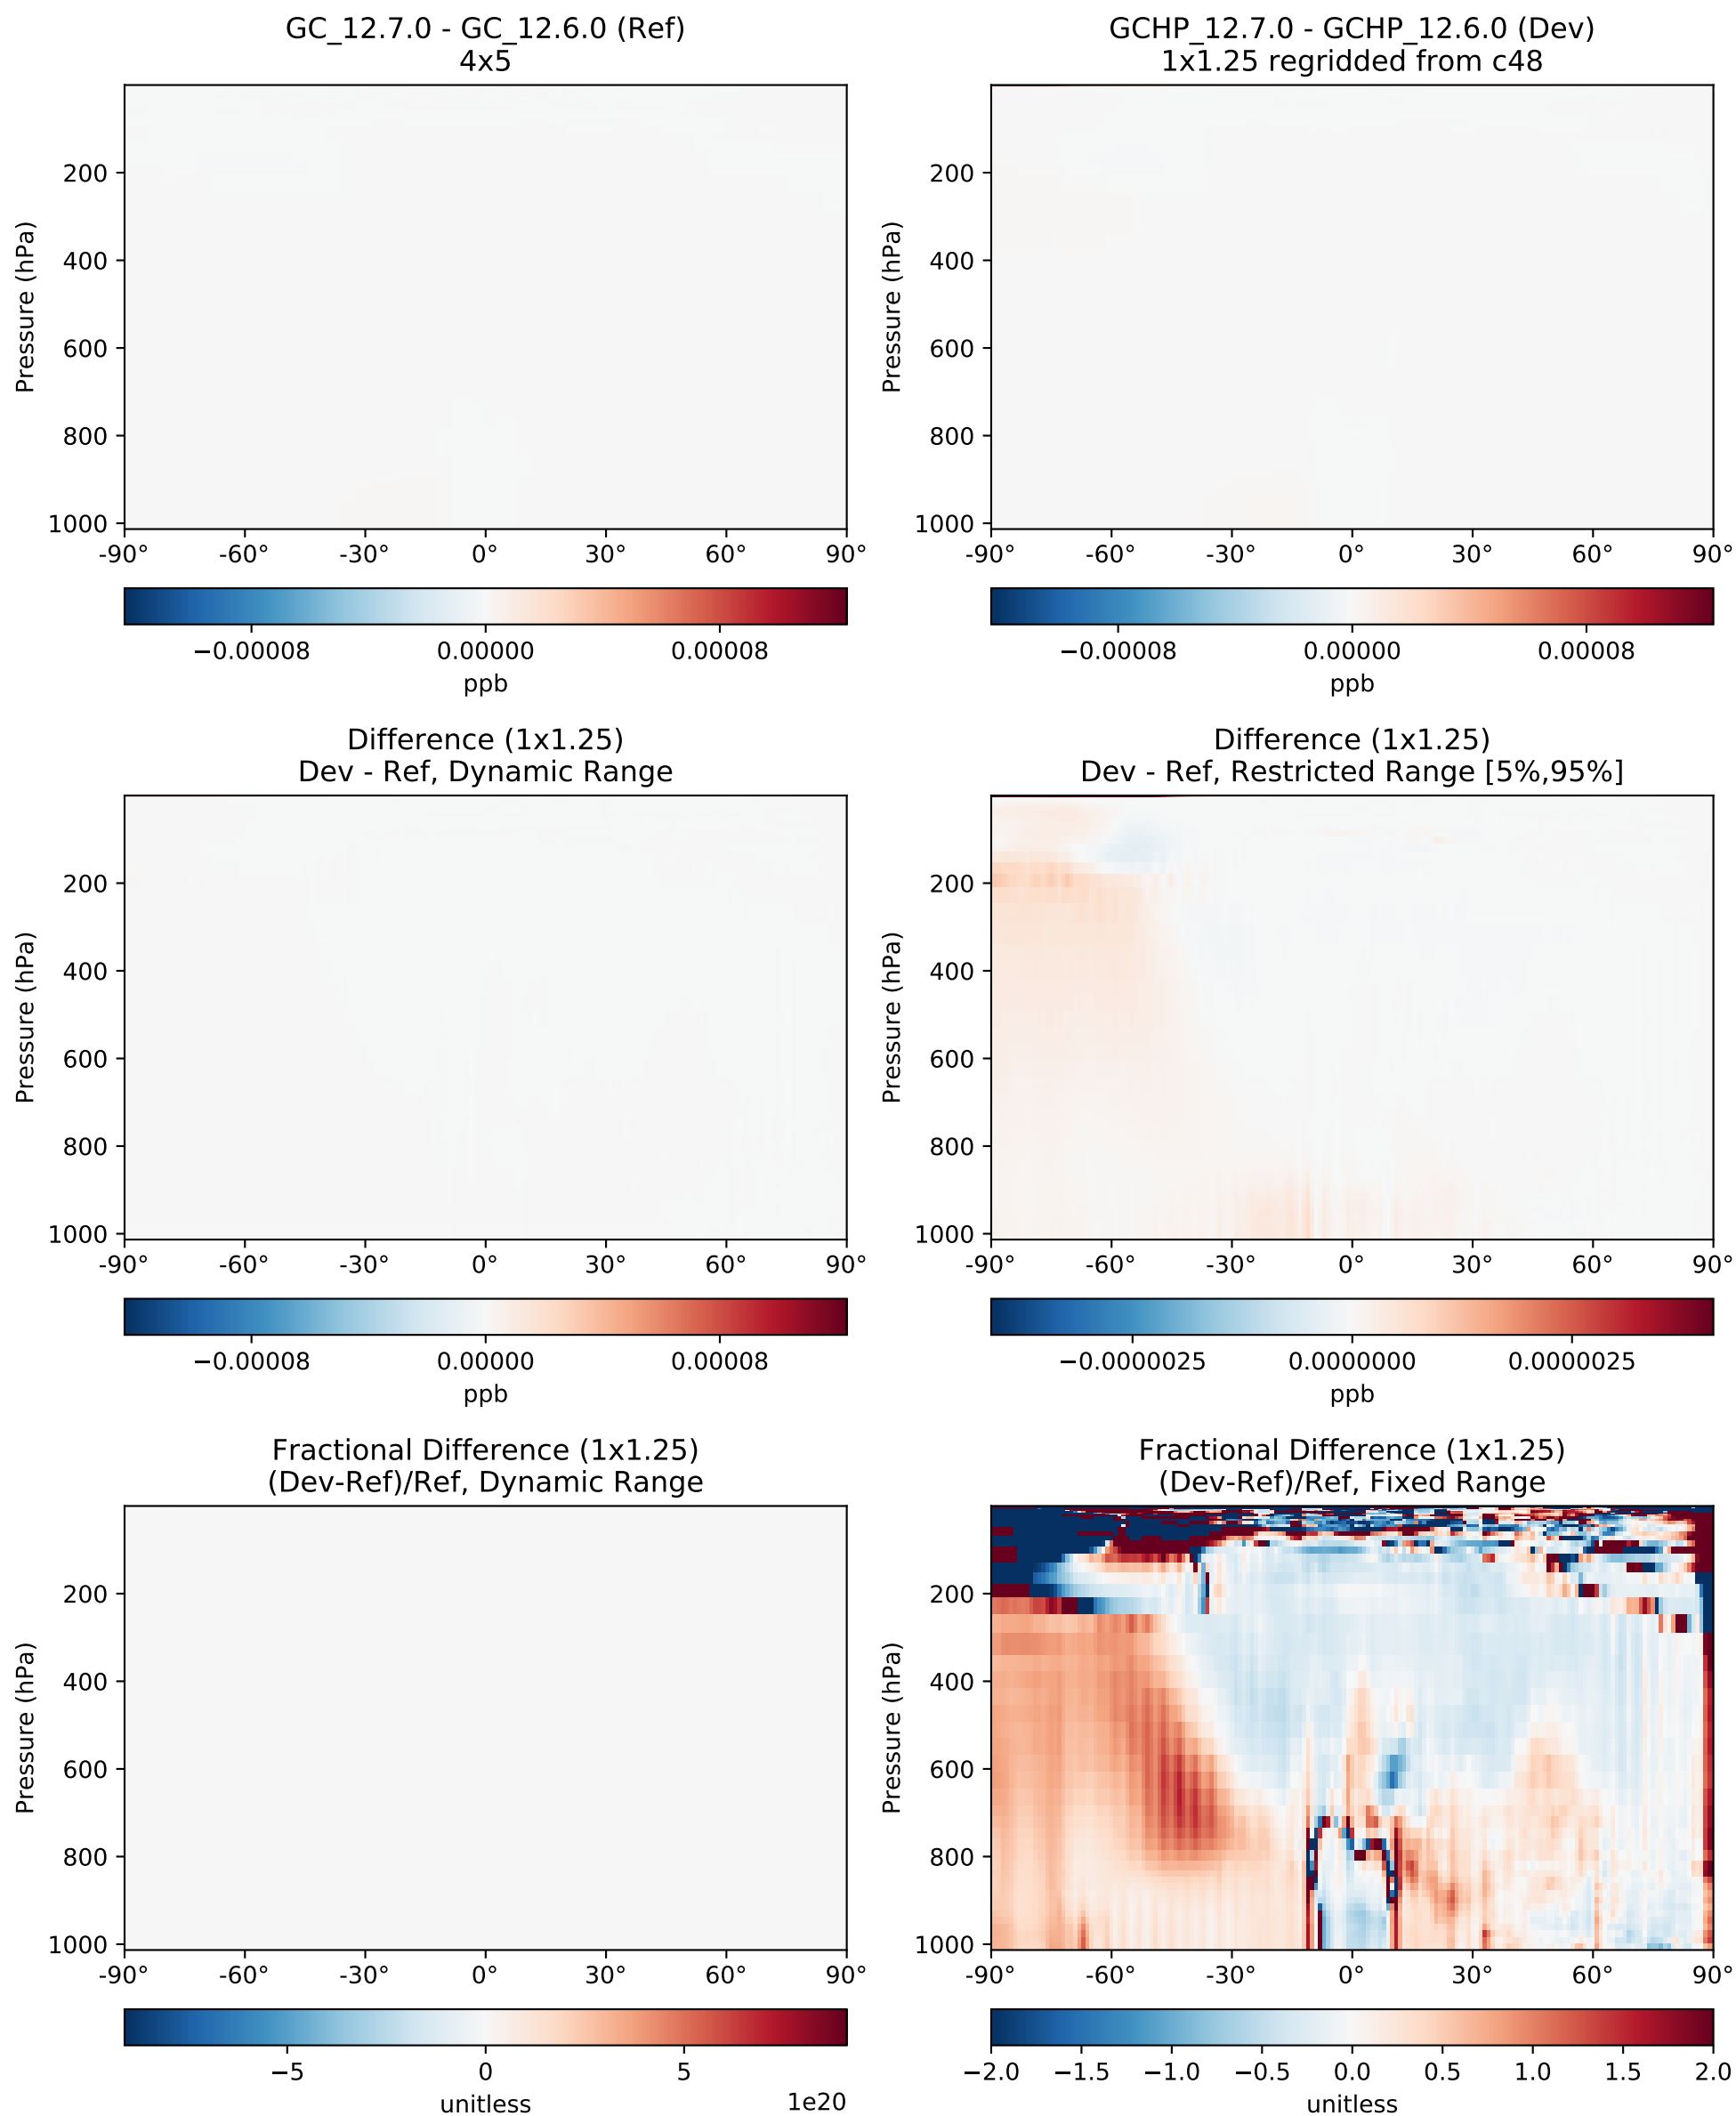 GC_12.7.0 - GC_12.6.0 (Ref)
4x5
Pressure (hPa)
200
400
600
800
1000
-90° -60° -30° 0° 30° 60° 90°
−0.00008 0.00000 0.00008
ppb
GCHP_12.7.0 - GCHP_12.6.0 (Dev)
1x1.25 regridded from c48
Pressure (hPa)
200
400
600
800
1000
-90° -60° -30° 0° 30° 60° 90°
−0.00008 0.00000 0.00008
ppb
Difference (1x1.25)
Dev - Ref, Dynamic Range
Pressure (hPa)
200
400
600
800
1000
-90° -60° -30° 0° 30° 60° 90°
−0.00008 0.00000 0.00008
ppb
Difference (1x1.25)
Dev - Ref, Restricted Range [5%,95%]
Pressure (hPa)
200
400
600
800
1000
-90° -60° -30° 0° 30° 60° 90°
−0.0000025 0.0000000 0.0000025
ppb
Fractional Difference (1x1.25)
(Dev-Ref)/Ref, Dynamic Range
Pressure (hPa)
200
400
600
800
1000
-90° -60° -30° 0° 30° 60° 90°
−5 0 5
unitless 1e20
Fractional Difference (1x1.25)
(Dev-Ref)/Ref, Fixed Range
Pressure (hPa)
200
400
600
800
1000
-90° -60° -30° 0° 30° 60° 90°
−2.0 −1.5 −1.0 −0.5 0.0 0.5 1.0 1.5 2.0
unitless